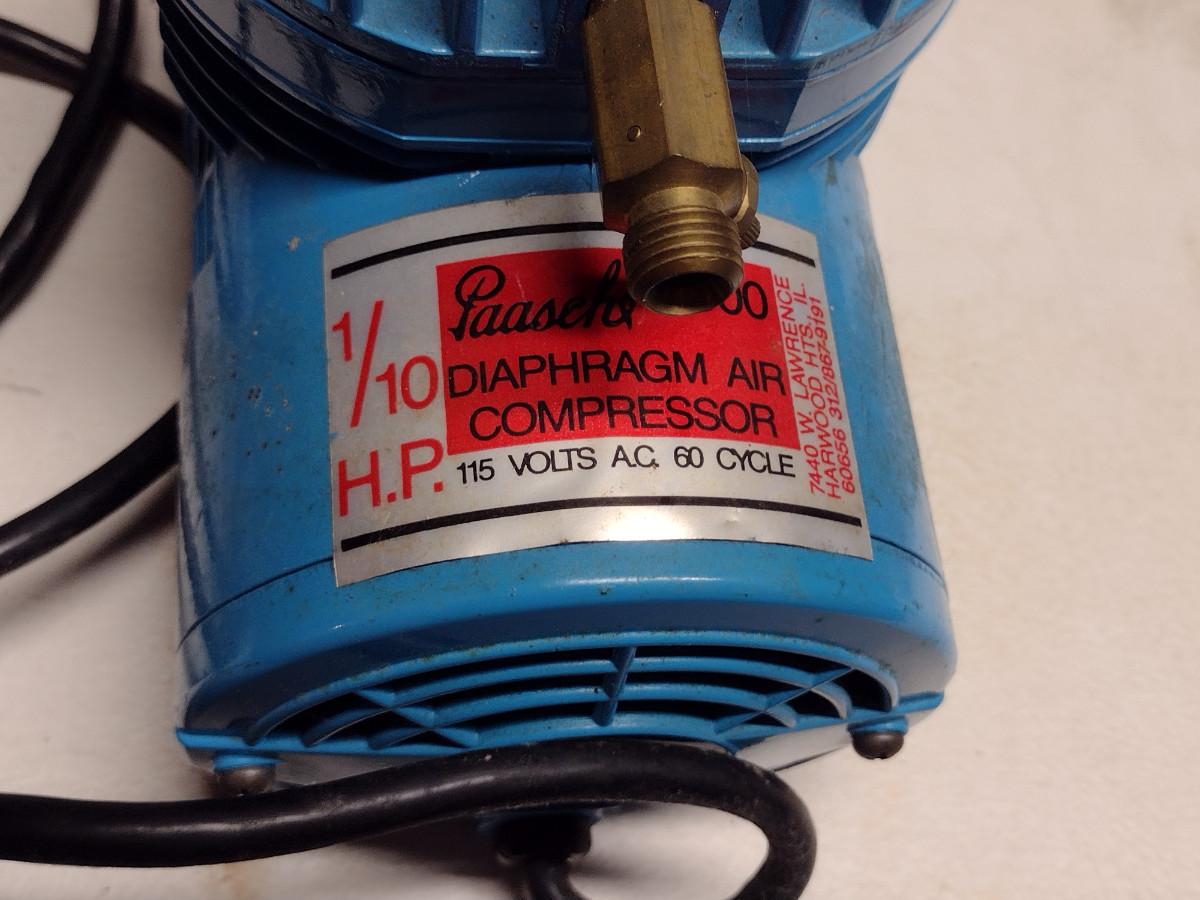 1/10
H.P.
Paasche 00
DIAPHRAGM AIR
COMPRESSOR
115 VOLTS A.C. 60 CYCLE
7440 W. LAWRENCE
HARWOOD HTS., IL.
60656 312/867-9191